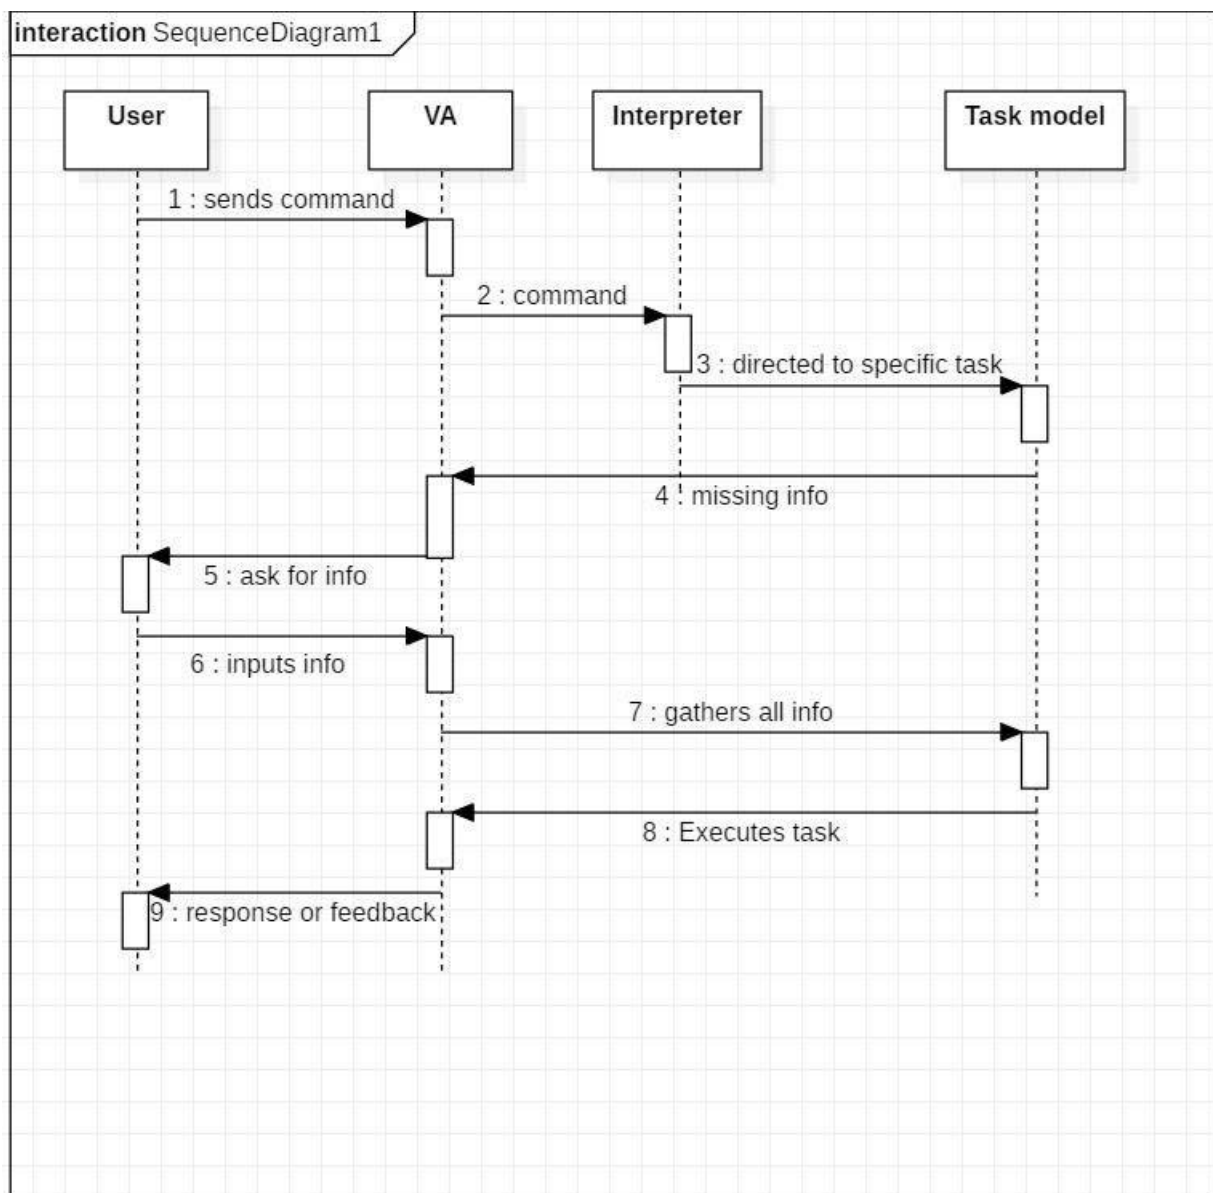 interaction SequenceDiagram1
User
VA
Interpreter
Task model
1 : sends command
2 : command
3 : directed to specific task
4 : missing info
5 : ask for info
6 : inputs info
7 : gathers all info
8 : Executes task
9 : response or feedback